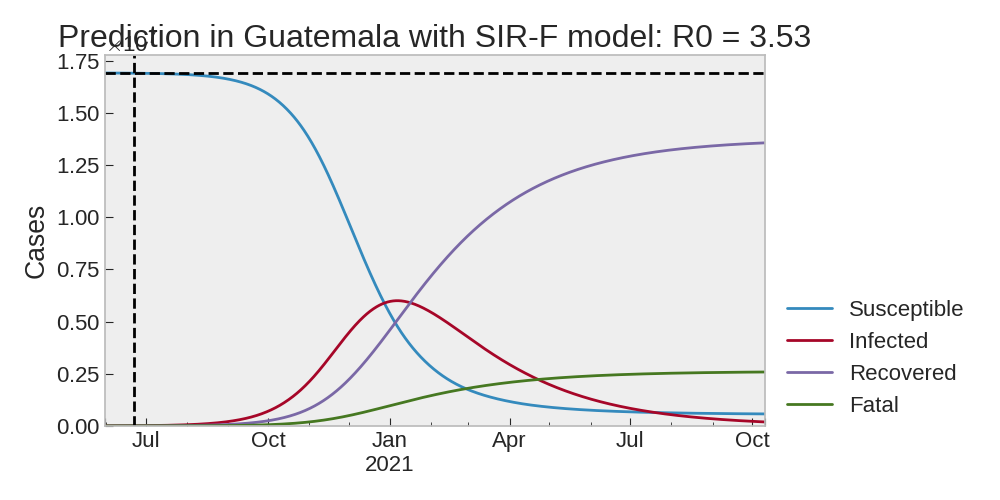 Prediction in Guatemala with SIR-F model: R0 = 3.53
1.75
1.50
1.25
1.00
0.75
0.50
0.25
0.00
Cases
Jul
Oct
Jan
Apr
Jul
Oct
2021
Susceptible
Infected
Recovered
Fatal